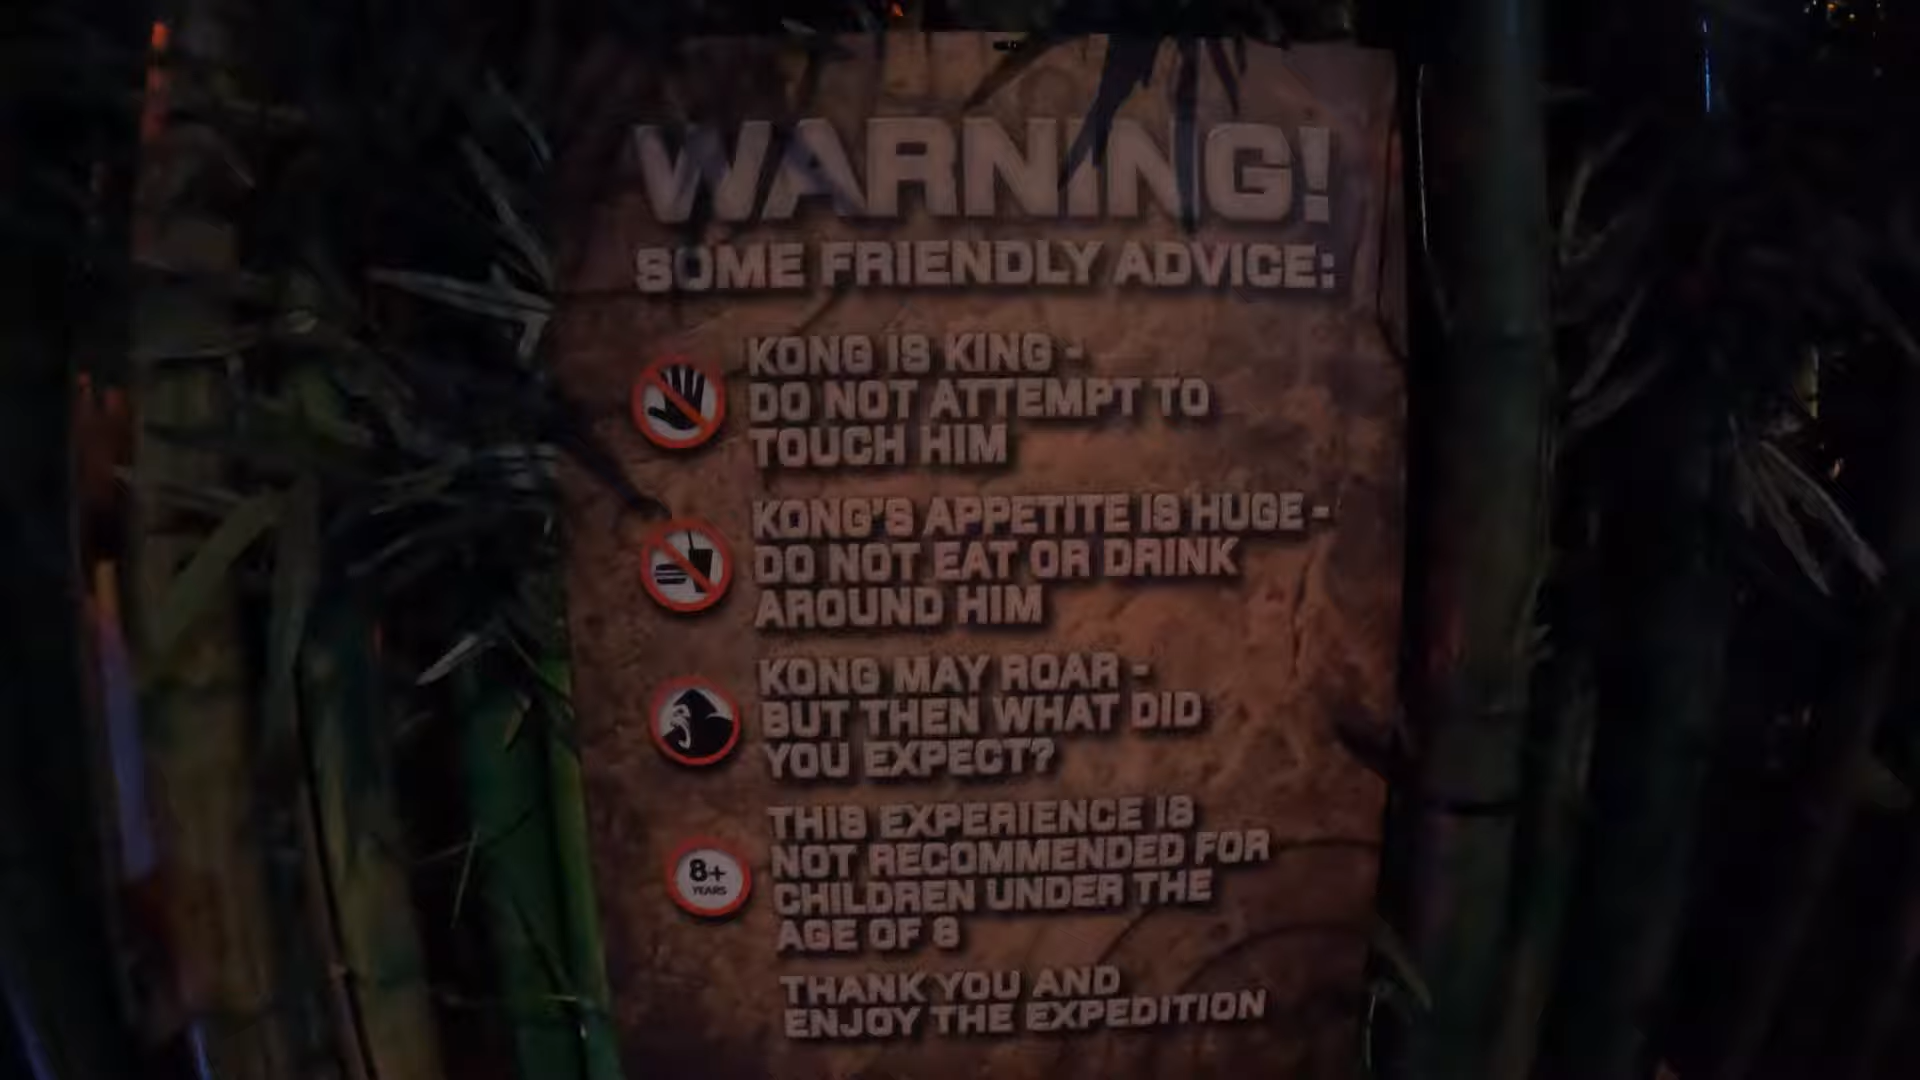 WARNING!
SOME FRIENDLY ADVICE:
KONG IS KING -
DO NOT ATTEMPT TO
TOUCH HIM
KONG'S APPETITE IS HUGE -
DO NOT EAT OR DRINK
AROUND HIM
KONG MAY ROAR -
BUT THEN WHAT DID
YOU EXPECT?
8+
YEARS
THIS EXPERIENCE IS
NOT RECOMMENDED FOR
CHILDREN UNDER THE
AGE OF 8
THANK YOU AND
ENJOY THE EXPEDITION